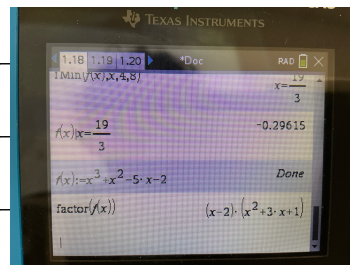 TEXAS INSTRUMENTS
1.18 1.19 1.20 *Doc RAD
fMin(f(x),x,4,8) x=19/3
f(x)|x=19/3 -0.29615
f(x):=x^3+x^2-5·x-2 Done
factor(f(x)) (x-2)·(x^2+3·x+1)